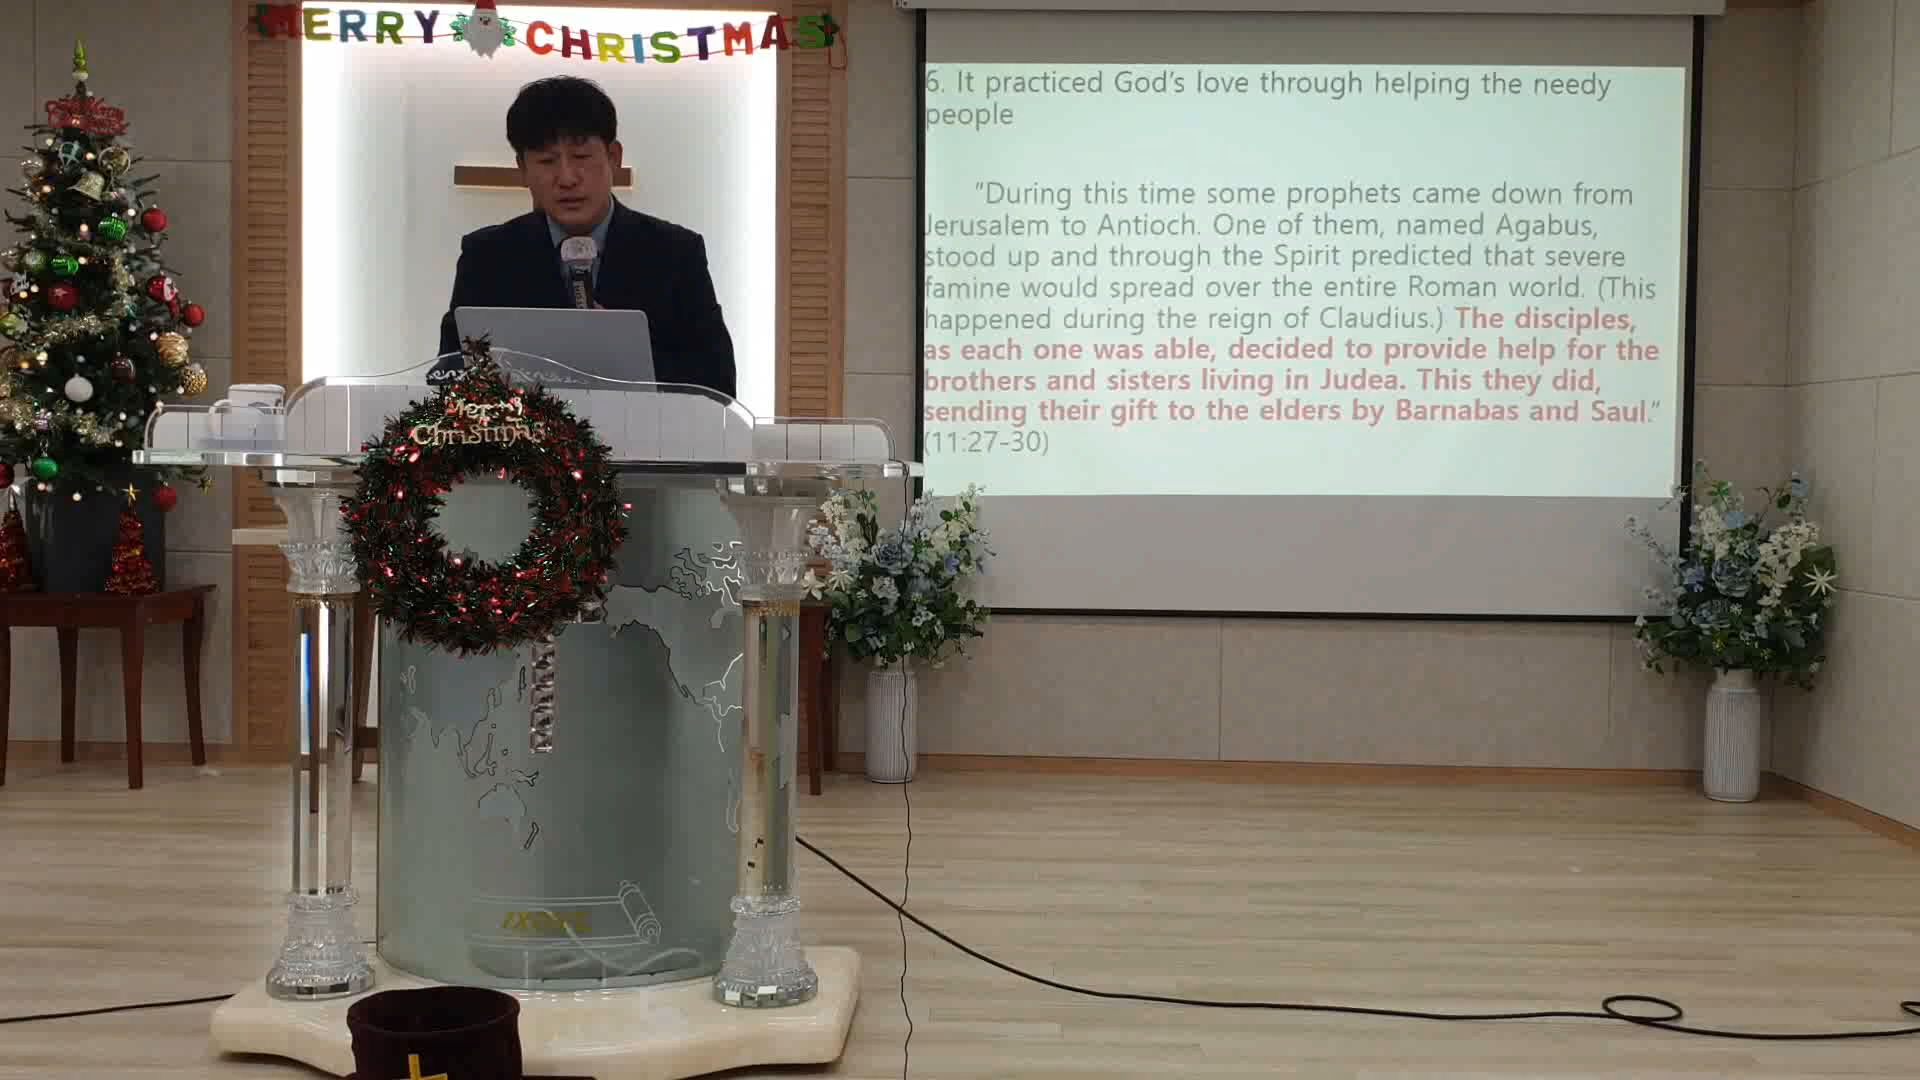 MERRY CHRISTMAS
6. It practiced God's love through helping the needy
people
"During this time some prophets came down from
Jerusalem to Antioch. One of them, named Agabus,
stood up and through the Spirit predicted that severe
famine would spread over the entire Roman world. (This
happened during the reign of Claudius.) The disciples,
as each one was able, decided to provide help for the
brothers and sisters living in Judea. This they did,
sending their gift to the elders by Barnabas and Saul."
(11:27-30)
Merry
Christmas